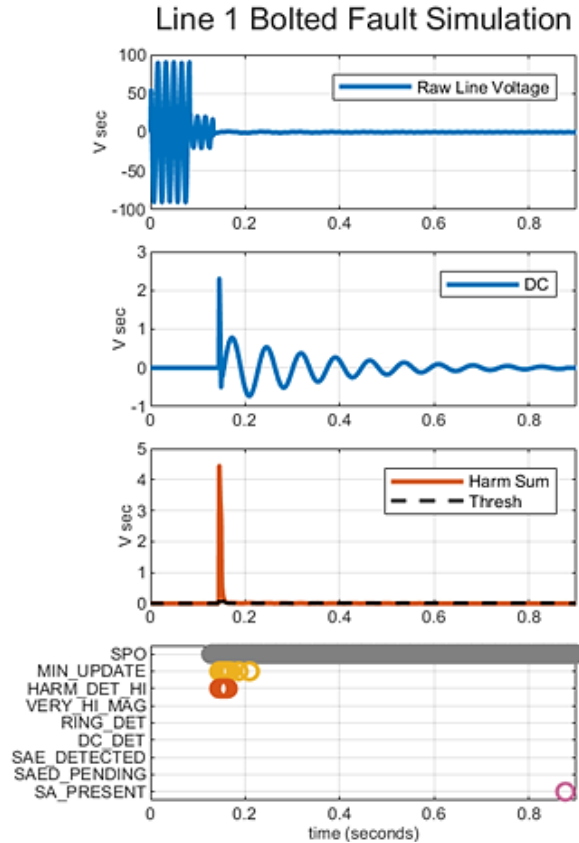 Line 1 Bolted Fault Simulation
100
50
0
-50
-100
V sec
Raw Line Voltage
0 0.2 0.4 0.6 0.8
3
2
1
0
-1
V sec
DC
0 0.2 0.4 0.6 0.8
5
4
3
2
1
0
V sec
Harm Sum
Thresh
0 0.2 0.4 0.6 0.8
SPO
MIN_UPDATE
HARM_DET_HI
VERY_HI_MAG
RING_DET
DC_DET
SAE_DETECTED
SAED_PENDING
SA_PRESENT
0 0.2 0.4 0.6 0.8
time (seconds)